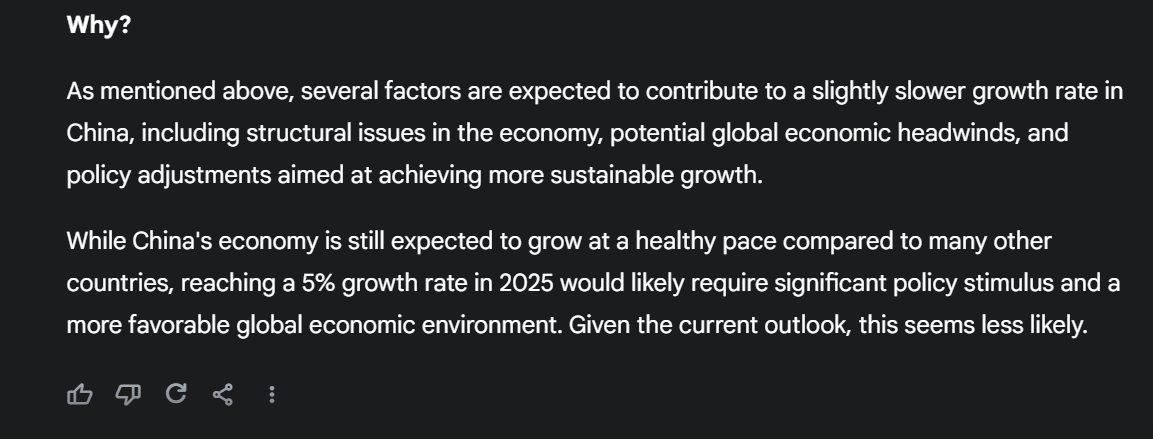 Why?
As mentioned above, several factors are expected to contribute to a slightly slower growth rate in
China, including structural issues in the economy, potential global economic headwinds, and
policy adjustments aimed at achieving more sustainable growth.
While China's economy is still expected to grow at a healthy pace compared to many other
countries, reaching a 5% growth rate in 2025 would likely require significant policy stimulus and a
more favorable global economic environment. Given the current outlook, this seems less likely.